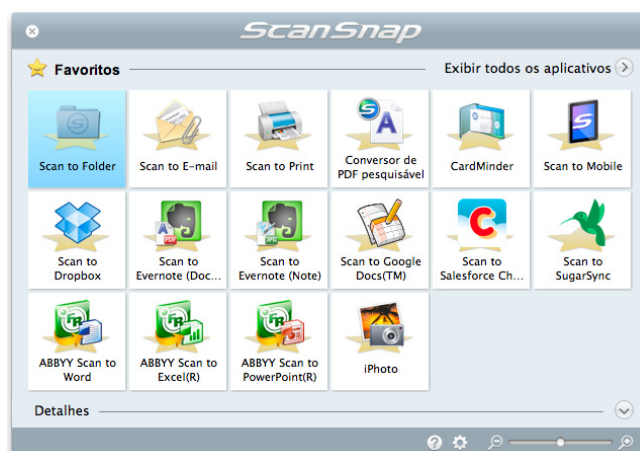 ScanSnap
Favoritos
Exibir todos os aplicativos
Scan to Folder
Scan to E-mail
Scan to Print
Conversor de
PDF pesquisável
CardMinder
Scan to Mobile
Scan to
Dropbox
Scan to
Evernote (Doc...
Scan to
Evernote (Note)
Scan to Google
Docs(TM)
Scan to
Salesforce Ch...
Scan to
SugarSync
ABBYY Scan to
Word
ABBYY Scan to
Excel(R)
ABBYY Scan to
PowerPoint(R)
iPhoto
Detalhes